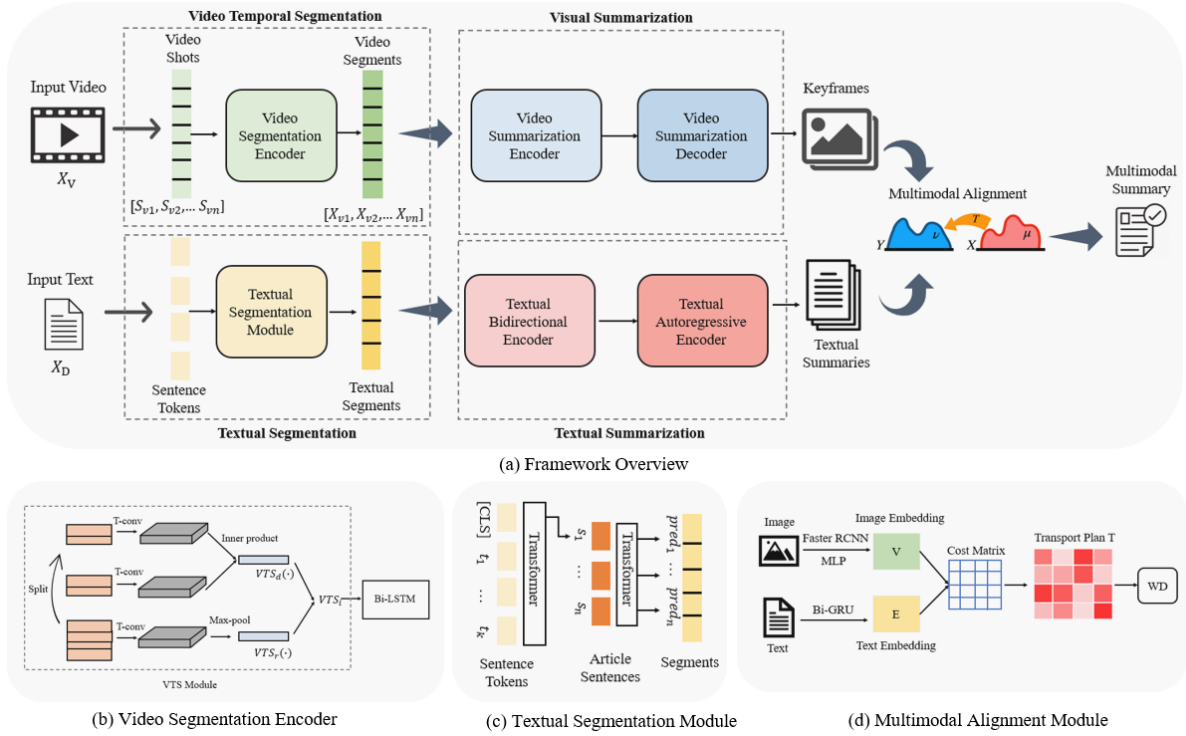 Video Temporal Segmentation
Visual Summarization
Video
Shots
Video
Segments
Input Video
X_V
Video
Segmentation
Encoder
[S_v1, S_v2,… S_vn]
[X_v1, X_v2,… X_vn]
Video
Summarization
Encoder
Video
Summarization
Decoder
Keyframes
Multimodal Alignment
Y
ν
T
X
μ
Multimodal
Summary
Input Text
X_D
Textual
Segmentation
Module
Sentence
Tokens
Textual
Segments
Textual
Bidirectional
Encoder
Textual
Autoregressive
Encoder
Textual
Summaries
Textual Segmentation
Textual Summarization
(a) Framework Overview
T-conv
Inner product
Split
T-conv
VTS_d(·)
VTS_i
Bi-LSTM
T-conv
Max-pool
VTS_r(·)
VTS Module
(b) Video Segmentation Encoder
[CLS]
t_1
…
t_k
Transformer
s_1
…
s_n
Transformer
pred_1
…
pred_n
Sentence
Tokens
Article
Sentences
Segments
(c) Textual Segmentation Module
Image
Faster RCNN
MLP
Image Embedding
V
Cost Matrix
Transport Plan T
WD
Bi-GRU
E
Text
Text Embedding
(d) Multimodal Alignment Module